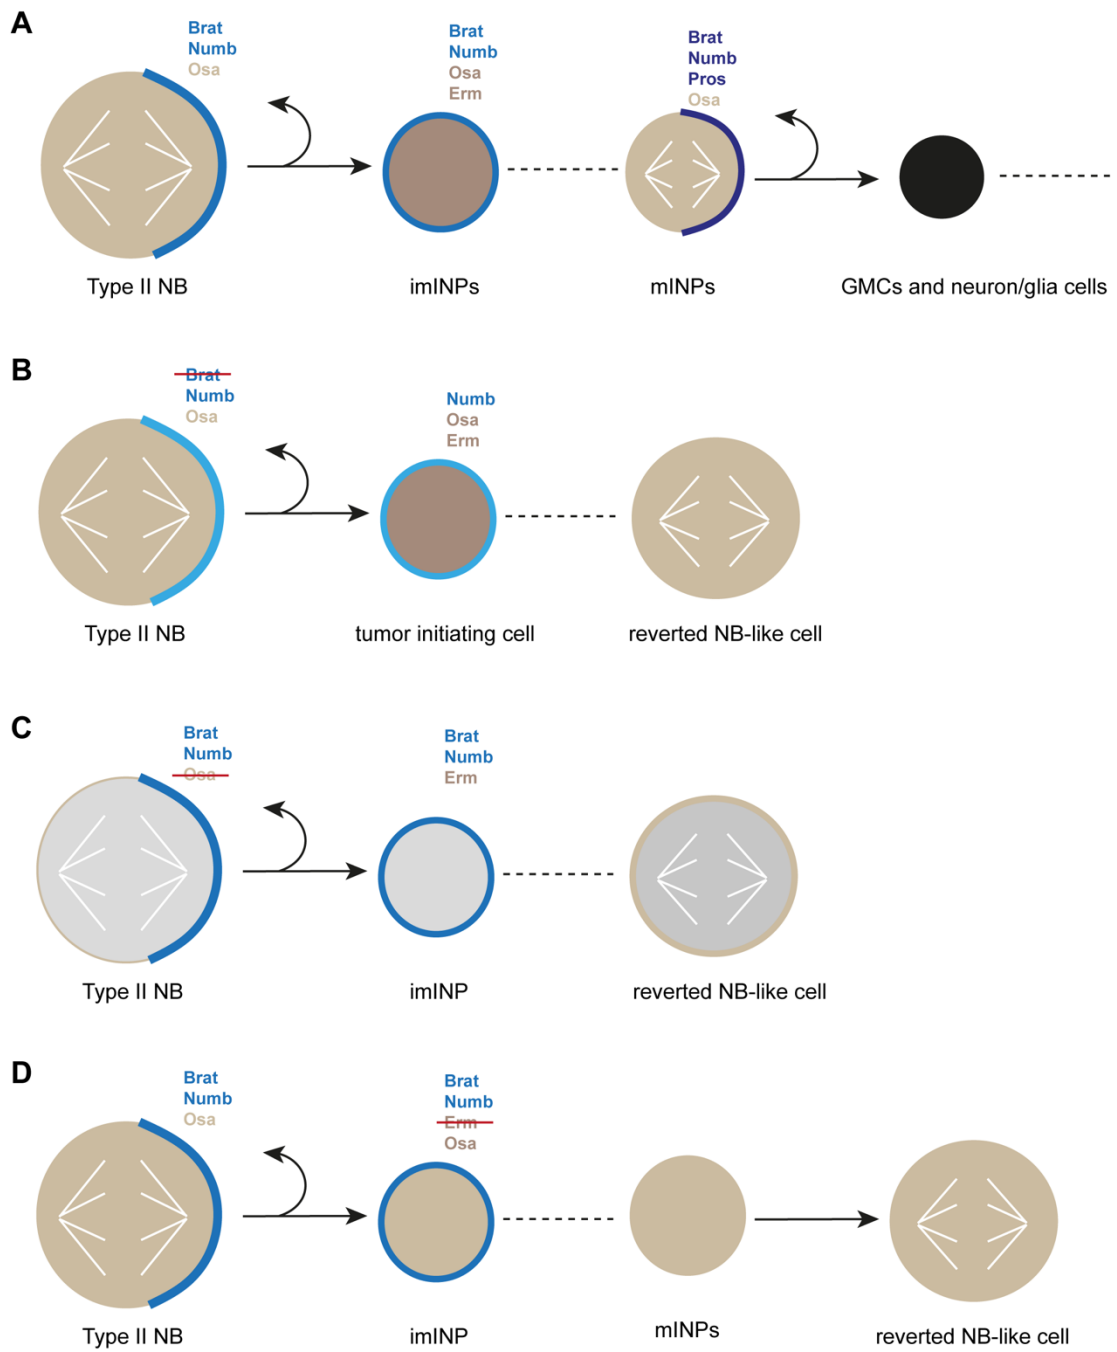 A
Brat
Numb
Osa
Brat
Numb
Osa
Erm
Brat
Numb
Pros
Osa
Type II NB
imINPs
mINPs
GMCs and neuron/glia cells
B
Brat
Numb
Osa
Numb
Osa
Erm
Type II NB
tumor initiating cell
reverted NB-like cell
C
Brat
Numb
Osa
Brat
Numb
Erm
Type II NB
imINP
reverted NB-like cell
D
Brat
Numb
Osa
Brat
Numb
Erm
Osa
Type II NB
imINP
mINPs
reverted NB-like cell